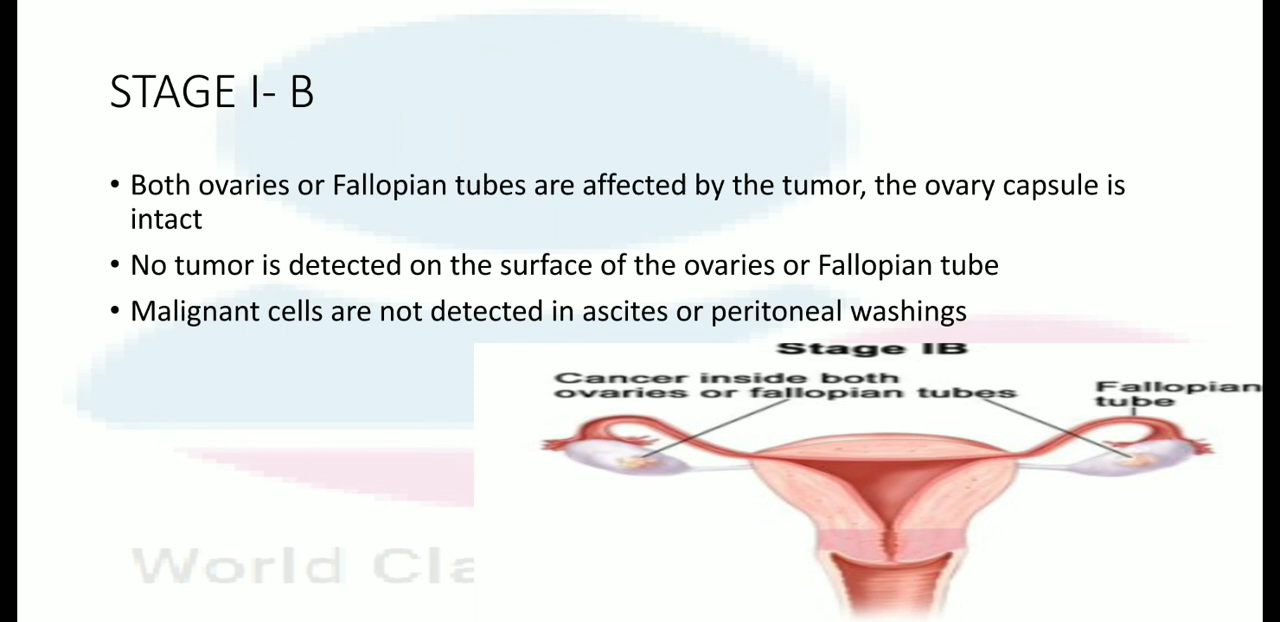 STAGE I- B
• Both ovaries or Fallopian tubes are affected by the tumor, the ovary capsule is
intact
• No tumor is detected on the surface of the ovaries or Fallopian tube
• Malignant cells are not detected in ascites or peritoneal washings
Stage IB
Cancer inside both
ovaries or fallopian tubes
Fallopian
tube
World Cla